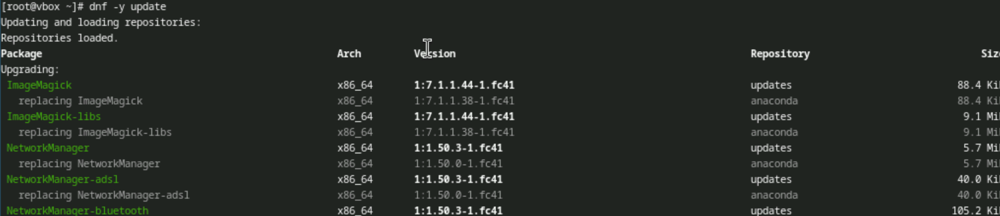 [root@vbox ~]# dnf -y update
Updating and loading repositories:
Repositories loaded.
Package Arch Version Repository Siz
Upgrading:
ImageMagick x86_64 1:7.1.1.44-1.fc41 updates 88.4 Ki
replacing ImageMagick x86_64 1:7.1.1.38-1.fc41 anaconda 88.4 Ki
ImageMagick-libs x86_64 1:7.1.1.44-1.fc41 updates 9.1 Mi
replacing ImageMagick-libs x86_64 1:7.1.1.38-1.fc41 anaconda 9.1 Mi
NetworkManager x86_64 1:1.50.3-1.fc41 updates 5.7 Mi
replacing NetworkManager x86_64 1:1.50.0-1.fc41 anaconda 5.7 Mi
NetworkManager-adsl x86_64 1:1.50.3-1.fc41 updates 40.0 Ki
replacing NetworkManager-adsl x86_64 1:1.50.0-1.fc41 anaconda 40.0 Ki
NetworkManager-bluetooth x86_64 1:1.50.3-1.fc41 updates 105.2 Ki